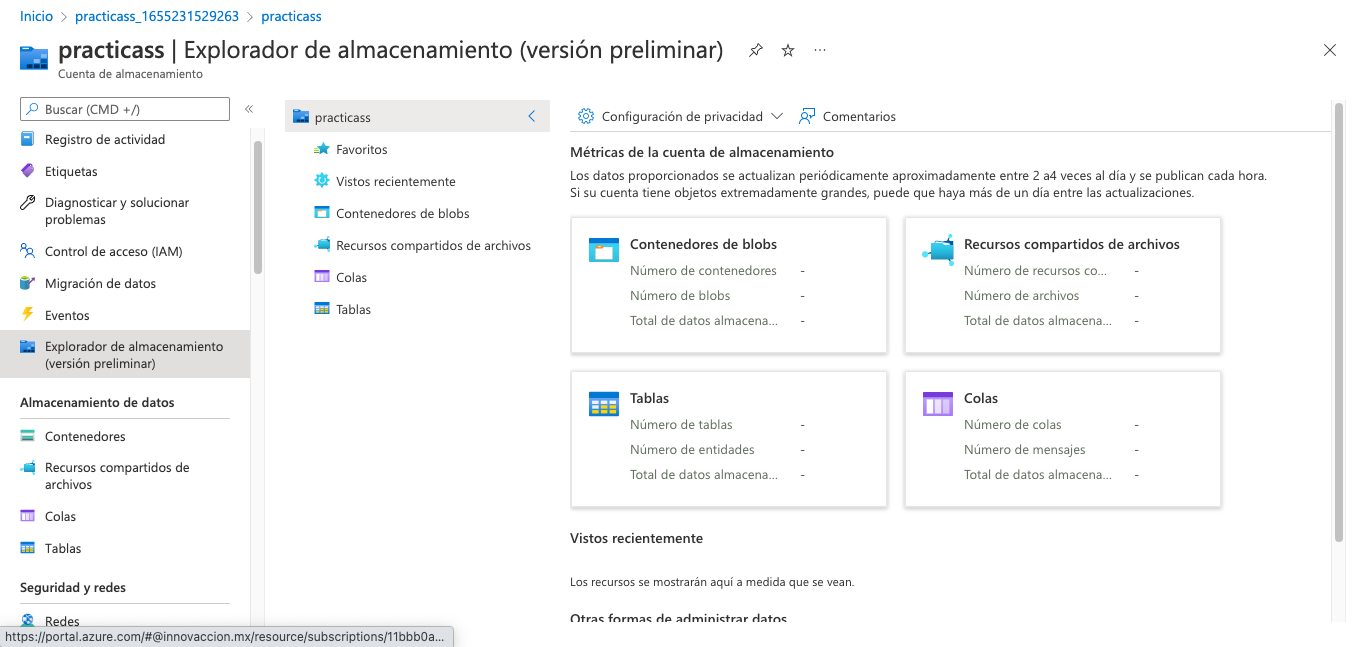 Inicio > practicass_1655231529263 > practicass
practicass | Explorador de almacenamiento (versión preliminar) ...
Cuenta de almacenamiento
Buscar (CMD +/)
«
Registro de actividad
Etiquetas
Diagnosticar y solucionar
problemas
Control de acceso (IAM)
Migración de datos
Eventos
Explorador de almacenamiento
(versión preliminar)
Almacenamiento de datos
Contenedores
Recursos compartidos de
archivos
Colas
Tablas
Seguridad y redes
Redes
https://portal.azure.com/#@innovaccion.mx/resource/subscriptions/11bbb0a...
practicass
Favoritos
Vistos recientemente
Contenedores de blobs
Recursos compartidos de archivos
Colas
Tablas
Configuración de privacidad
Comentarios
Métricas de la cuenta de almacenamiento
Los datos proporcionados se actualizan periódicamente aproximadamente entre 2 a4 veces al día y se publican cada hora.
Si su cuenta tiene objetos extremadamente grandes, puede que haya más de un día entre las actualizaciones.
Contenedores de blobs
Número de contenedores -
Número de blobs -
Total de datos almacena... -
Recursos compartidos de archivos
Número de recursos co... -
Número de archivos -
Total de datos almacena... -
Tablas
Número de tablas -
Número de entidades -
Total de datos almacena... -
Colas
Número de colas -
Número de mensajes -
Total de datos almacena... -
Vistos recientemente
Los recursos se mostrarán aquí a medida que se vean.
Otras formas de administrar datos